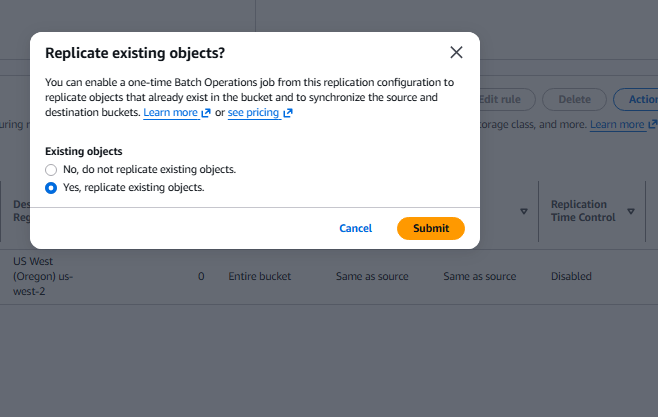 Replicate existing objects?
You can enable a one-time Batch Operations job from this replication configuration to
replicate objects that already exist in the bucket and to synchronize the source and
destination buckets. Learn more or see pricing
Existing objects
No, do not replicate existing objects.
Yes, replicate existing objects.
Cancel Submit
Edit rule Delete Actio
uring r
torage class, and more. Learn more
Des
Reg
Replication
Time Control
US West
(Oregon) us-
west-2
0 Entire bucket Same as source Same as source Disabled